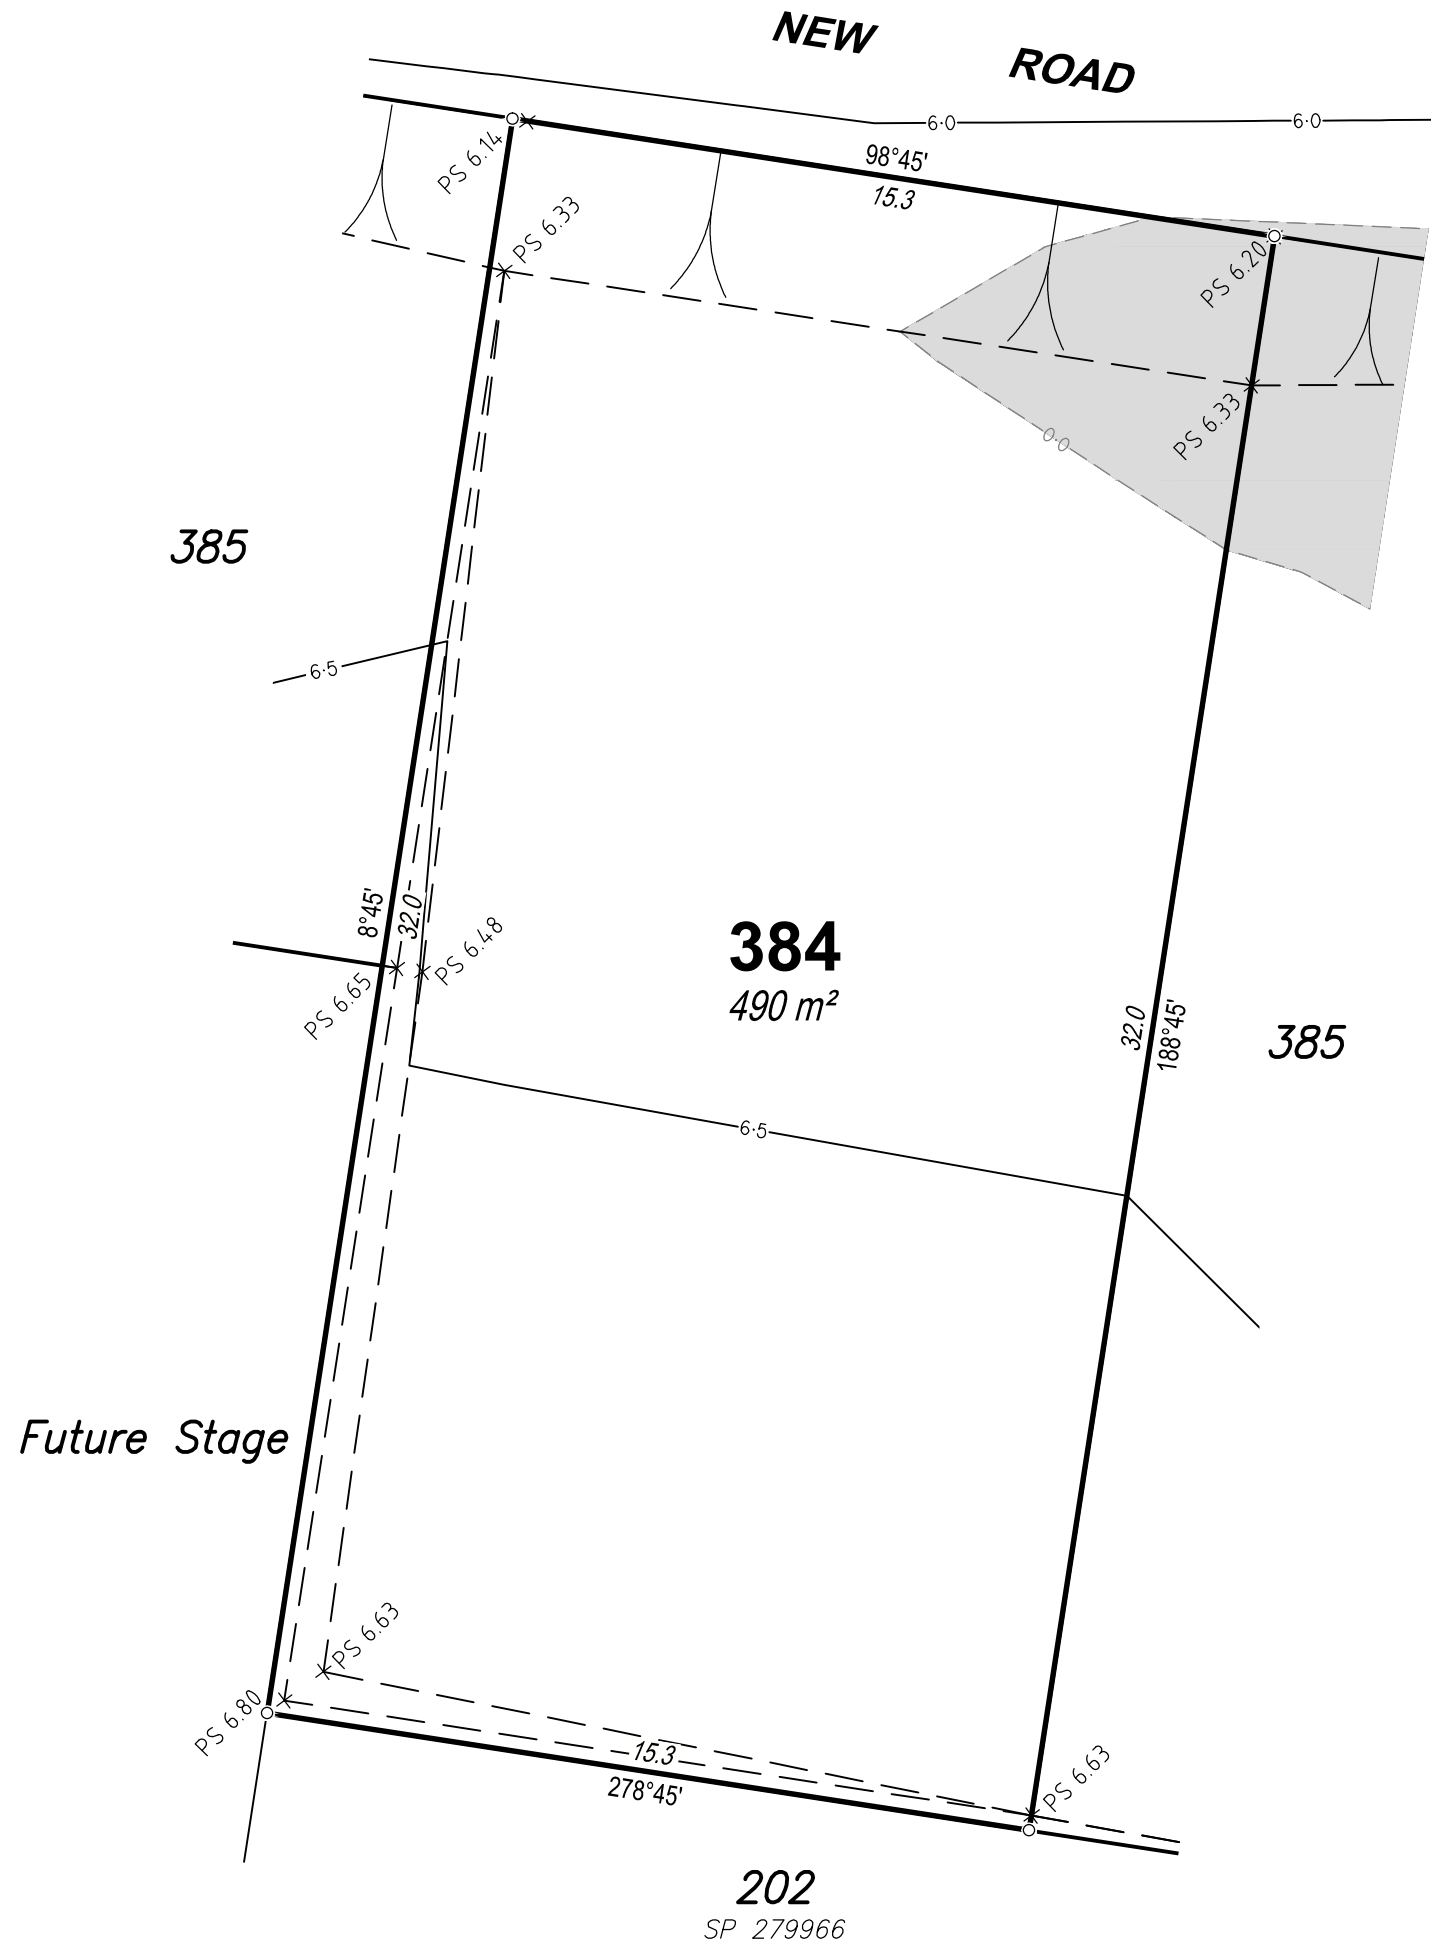 NEW ROAD
6·0
6·0
98°45'
15.3
PS 6.14
PS 6.33
PS 6.20
PS 6.33
0·0
385
6·5
8°45'
32.0
PS 6.48
PS 6.65
384
490 m²
32.0
188°45'
385
6·5
Future Stage
PS 6.63
PS 6.80
15.3
278°45'
PS 6.63
202
SP 279966